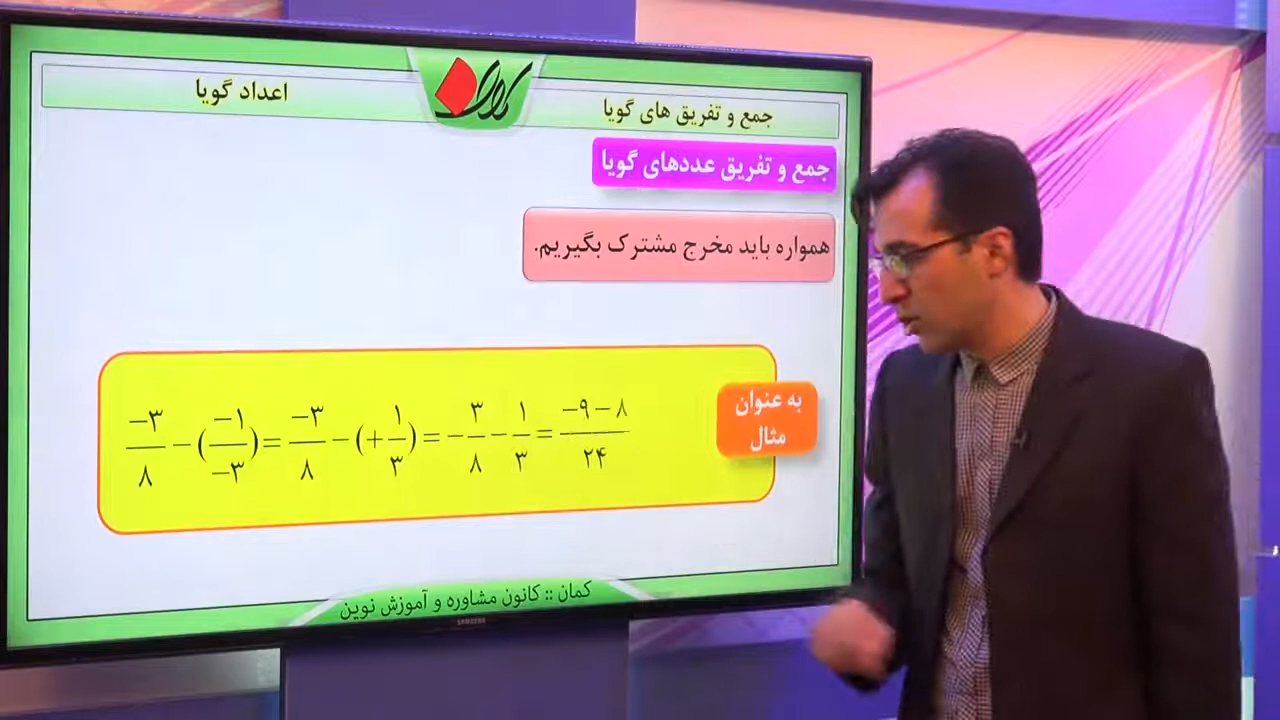 جمع و تفریق های گویا
اعداد گویا
جمع و تفریق عددهای گویا
همواره باید مخرج مشترک بگیریم.
به عنوان
مثال
−۳/۸ − (−۱/−۳) = −۳/۸ − (+۱/۳) = −۳/۸ − ۱/۳ = −۹−۸/۲۴
کمان :: کانون مشاوره و آموزش نوین
SAMSUNG